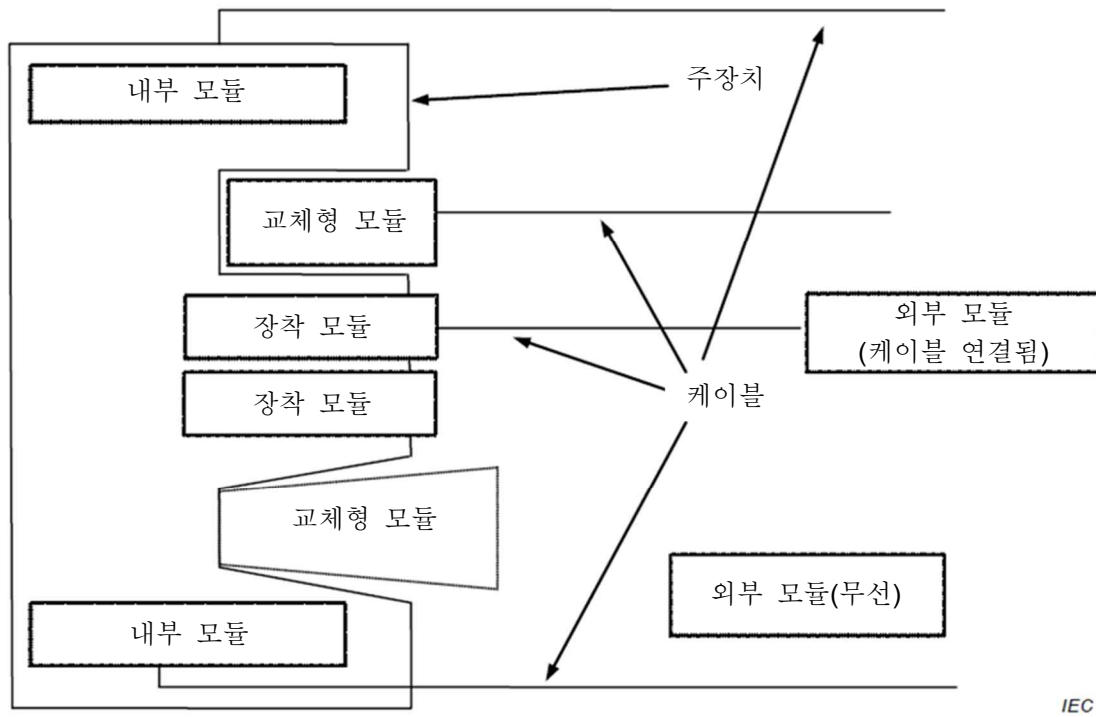 내부 모듈
주장치
교체형 모듈
장착 모듈
외부 모듈
(케이블 연결됨)
장착 모듈
케이블
교체형 모듈
외부 모듈(무선)
내부 모듈
IEC